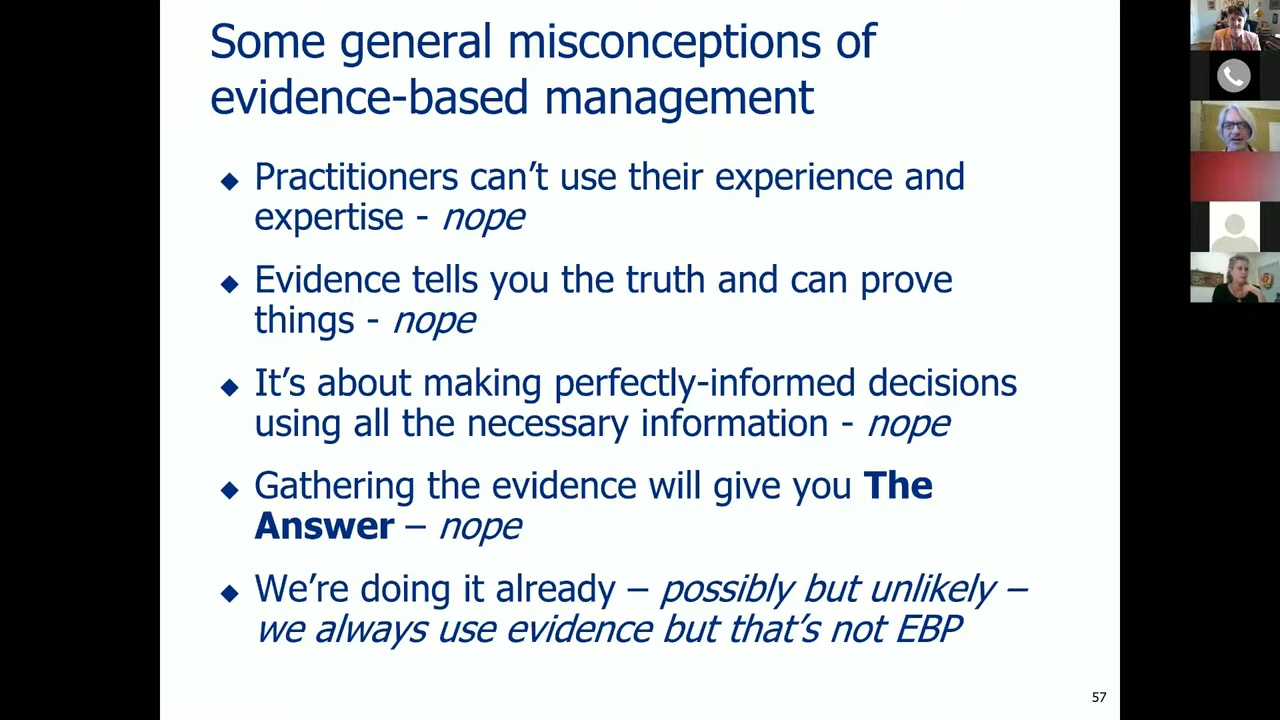 Some general misconceptions of
evidence-based management
◆ Practitioners can’t use their experience and
expertise - nope
◆ Evidence tells you the truth and can prove
things - nope
◆ It’s about making perfectly-informed decisions
using all the necessary information - nope
◆ Gathering the evidence will give you The
Answer – nope
◆ We’re doing it already – possibly but unlikely –
we always use evidence but that’s not EBP
57